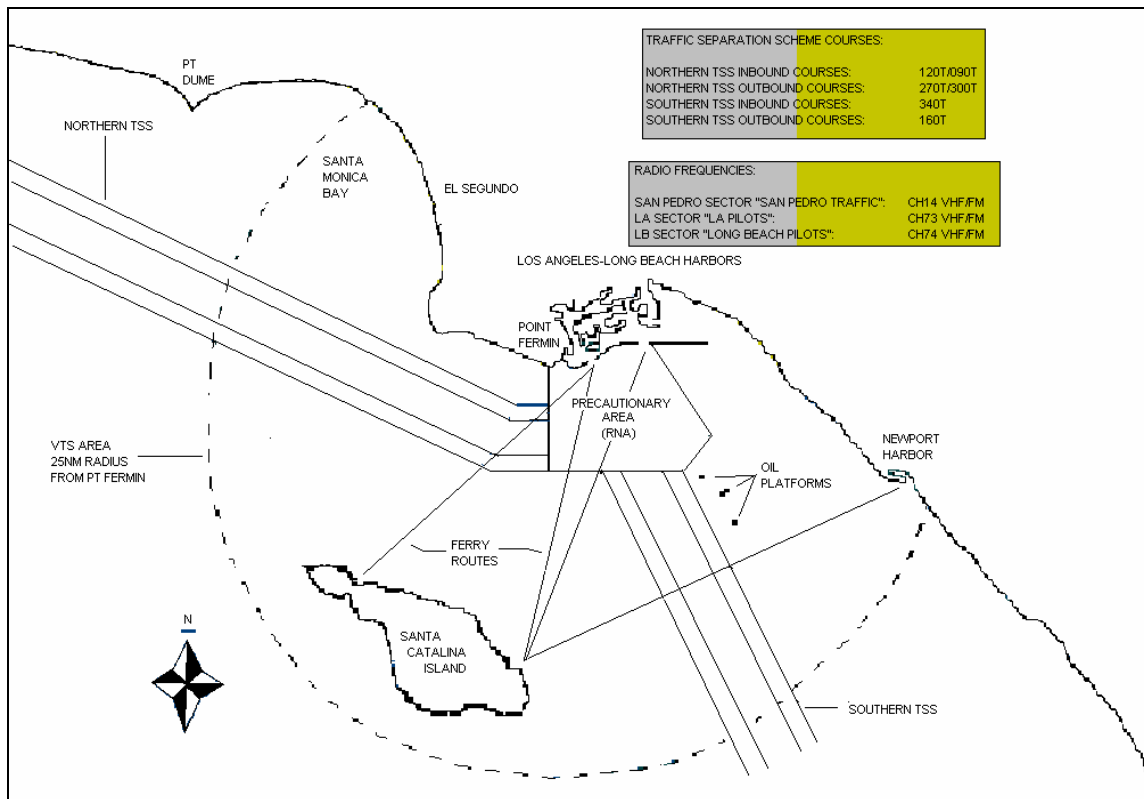 TRAFFIC SEPARATION SCHEME COURSES:
NORTHERN TSS INBOUND COURSES: 120T/090T
NORTHERN TSS OUTBOUND COURSES: 270T/300T
SOUTHERN TSS INBOUND COURSES: 340T
SOUTHERN TSS OUTBOUND COURSES: 160T
PT
DUME
NORTHERN TSS
SANTA
MONICA
BAY
EL SEGUNDO
RADIO FREQUENCIES:
SAN PEDRO SECTOR "SAN PEDRO TRAFFIC": CH14 VHF/FM
LA SECTOR "LA PILOTS": CH73 VHF/FM
LB SECTOR "LONG BEACH PILOTS": CH74 VHF/FM
LOS ANGELES-LONG BEACH HARBORS
POINT
FERMIN
PRECAUTIONARY
AREA
(RNA)
VTS AREA
25NM RADIUS
FROM PT FERMIN
NEWPORT
HARBOR
OIL
PLATFORMS
FERRY
ROUTES
N
SANTA
CATALINA
ISLAND
SOUTHERN TSS